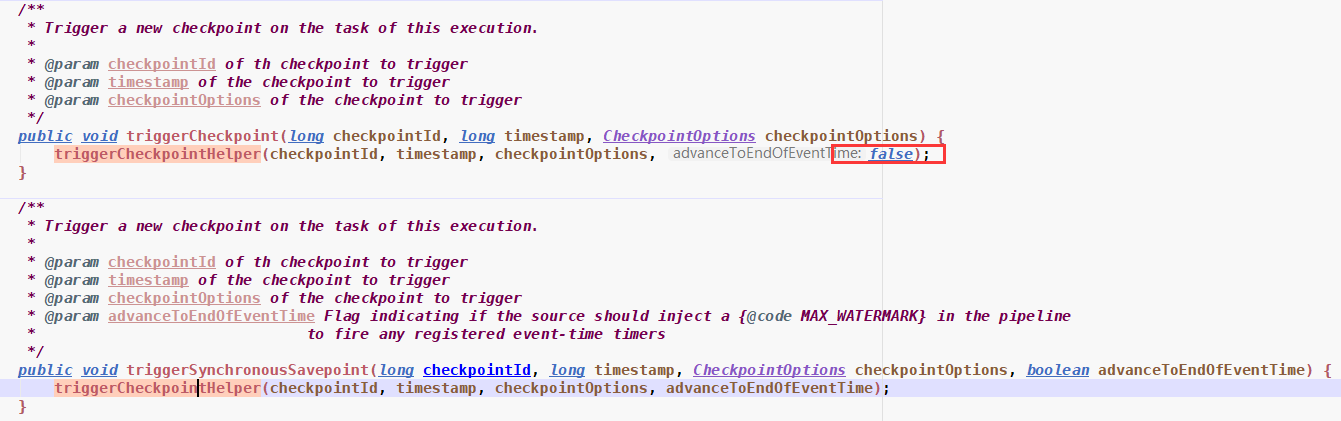 /**
* Trigger a new checkpoint on the task of this execution.
*
* @param checkpointId of th checkpoint to trigger
* @param timestamp of the checkpoint to trigger
* @param checkpointOptions of the checkpoint to trigger
*/
public void triggerCheckpoint(long checkpointId, long timestamp, CheckpointOptions checkpointOptions) {
triggerCheckpointHelper(checkpointId, timestamp, checkpointOptions, advanceToEndOfEventTime: false);
}
/**
* Trigger a new checkpoint on the task of this execution.
*
* @param checkpointId of th checkpoint to trigger
* @param timestamp of the checkpoint to trigger
* @param checkpointOptions of the checkpoint to trigger
* @param advanceToEndOfEventTime Flag indicating if the source should inject a {@code MAX_WATERMARK} in the pipeline
* to fire any registered event-time timers
*/
public void triggerSynchronousSavepoint(long checkpointId, long timestamp, CheckpointOptions checkpointOptions, boolean advanceToEndOfEventTime) {
triggerCheckpointHelper(checkpointId, timestamp, checkpointOptions, advanceToEndOfEventTime);
}